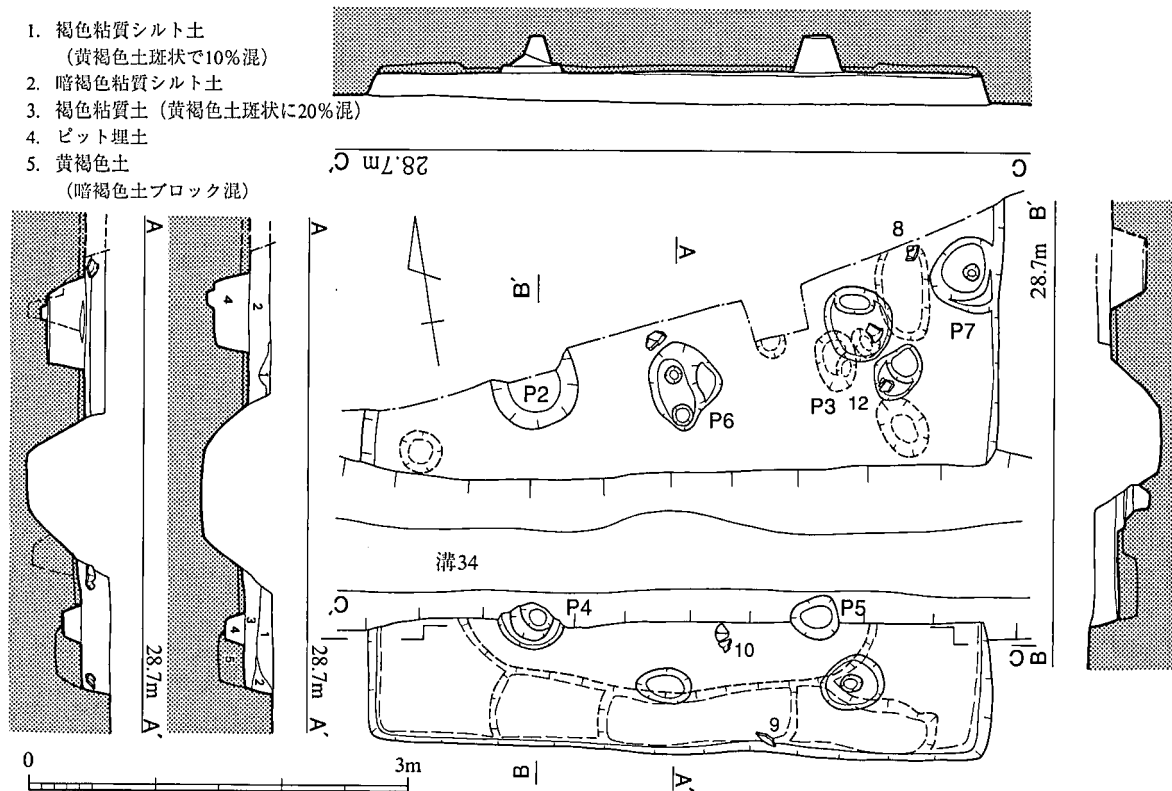 1. 褐色粘質シルト土
(黄褐色土斑状で10%混)
2. 暗褐色粘質シルト土
3. 褐色粘質土(黄褐色土斑状に20%混)
4. ピット埋土
5. 黄褐色土
(暗褐色土ブロック混)
C' 28.7m
C
A
A
B'
A
8
B'
28.7m
4
2
P7
P2
P6
P3
12
溝34
C'
P4
P5
10
C
B
3
1
4
5
2
28.7m
28.7m
9
A'
A'
B
A'
0
3m